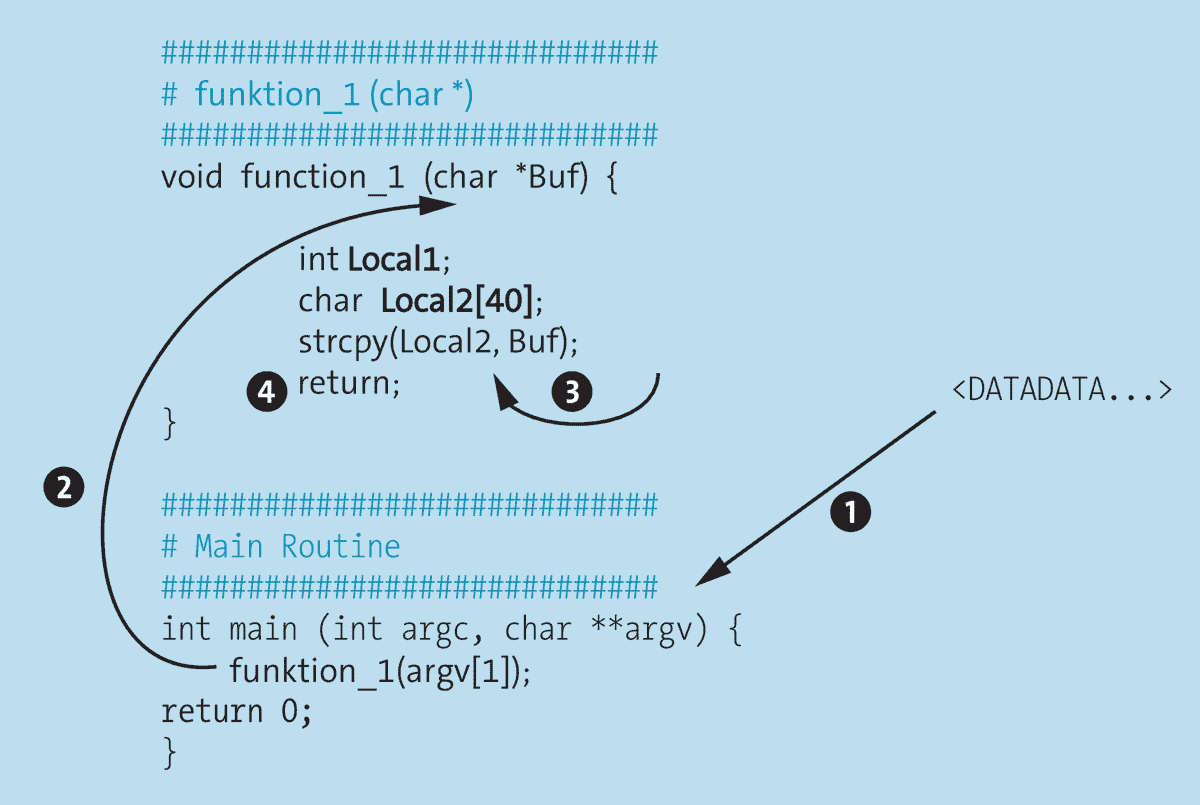 #############################
# funktion_1 (char *)
#############################
void function_1 (char *Buf) {
int Local1;
char Local2[40];
strcpy(Local2, Buf);
4 return; 3
<DATADATA...>
}
2
1
#############################
# Main Routine
#############################
int main (int argc, char **argv) {
funktion_1(argv[1]);
return 0;
}